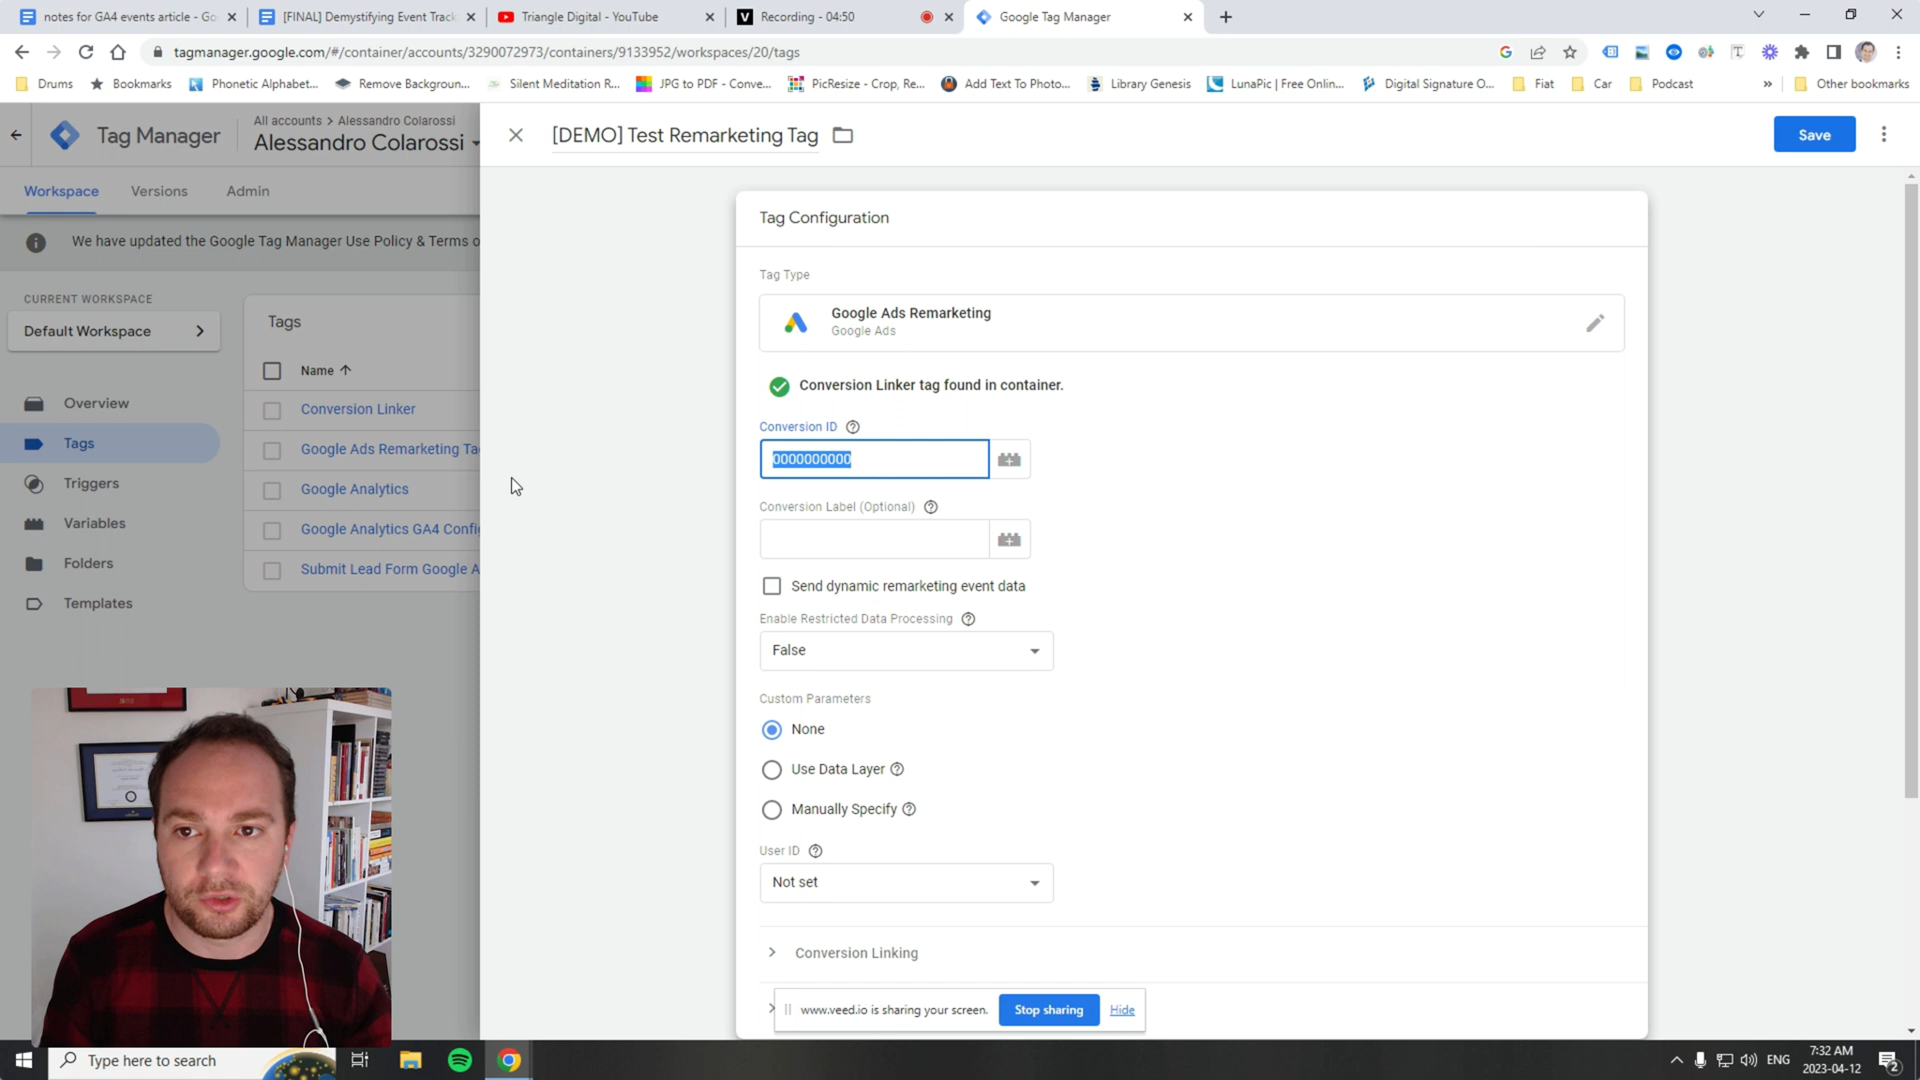 notes for GA4 events article - Go
[FINAL] Demystifying Event Track
Triangle Digital - YouTube
Recording - 04:50
Google Tag Manager
tagmanager.google.com/#/container/accounts/3290072973/containers/9133952/workspaces/20/tags
Drums
Bookmarks
Phonetic Alphabet...
Remove Backgroun...
Silent Meditation R...
JPG to PDF - Conve...
PicResize - Crop, Re...
Add Text To Photo...
Library Genesis
LunaPic | Free Onlin...
Digital Signature O...
Fiat
Car
Podcast
»
Other bookmarks
Tag Manager
All accounts > Alessandro Colarossi
Alessandro Colarossi
[DEMO] Test Remarketing Tag
Save
Workspace
Versions
Admin
We have updated the Google Tag Manager Use Policy & Terms o
CURRENT WORKSPACE
Default Workspace
Overview
Tags
Triggers
Variables
Folders
Templates
Tags
Name
Conversion Linker
Google Ads Remarketing Ta
Google Analytics
Google Analytics GA4 Confi
Submit Lead Form Google A
Tag Configuration
Tag Type
Google Ads Remarketing
Google Ads
Conversion Linker tag found in container.
Conversion ID
0000000000
Conversion Label (Optional)
Send dynamic remarketing event data
Enable Restricted Data Processing
False
Custom Parameters
None
Use Data Layer
Manually Specify
User ID
Not set
Conversion Linking
www.veed.io is sharing your screen.
Stop sharing
Hide
Type here to search
ENG
7:32 AM
2023-04-12
2